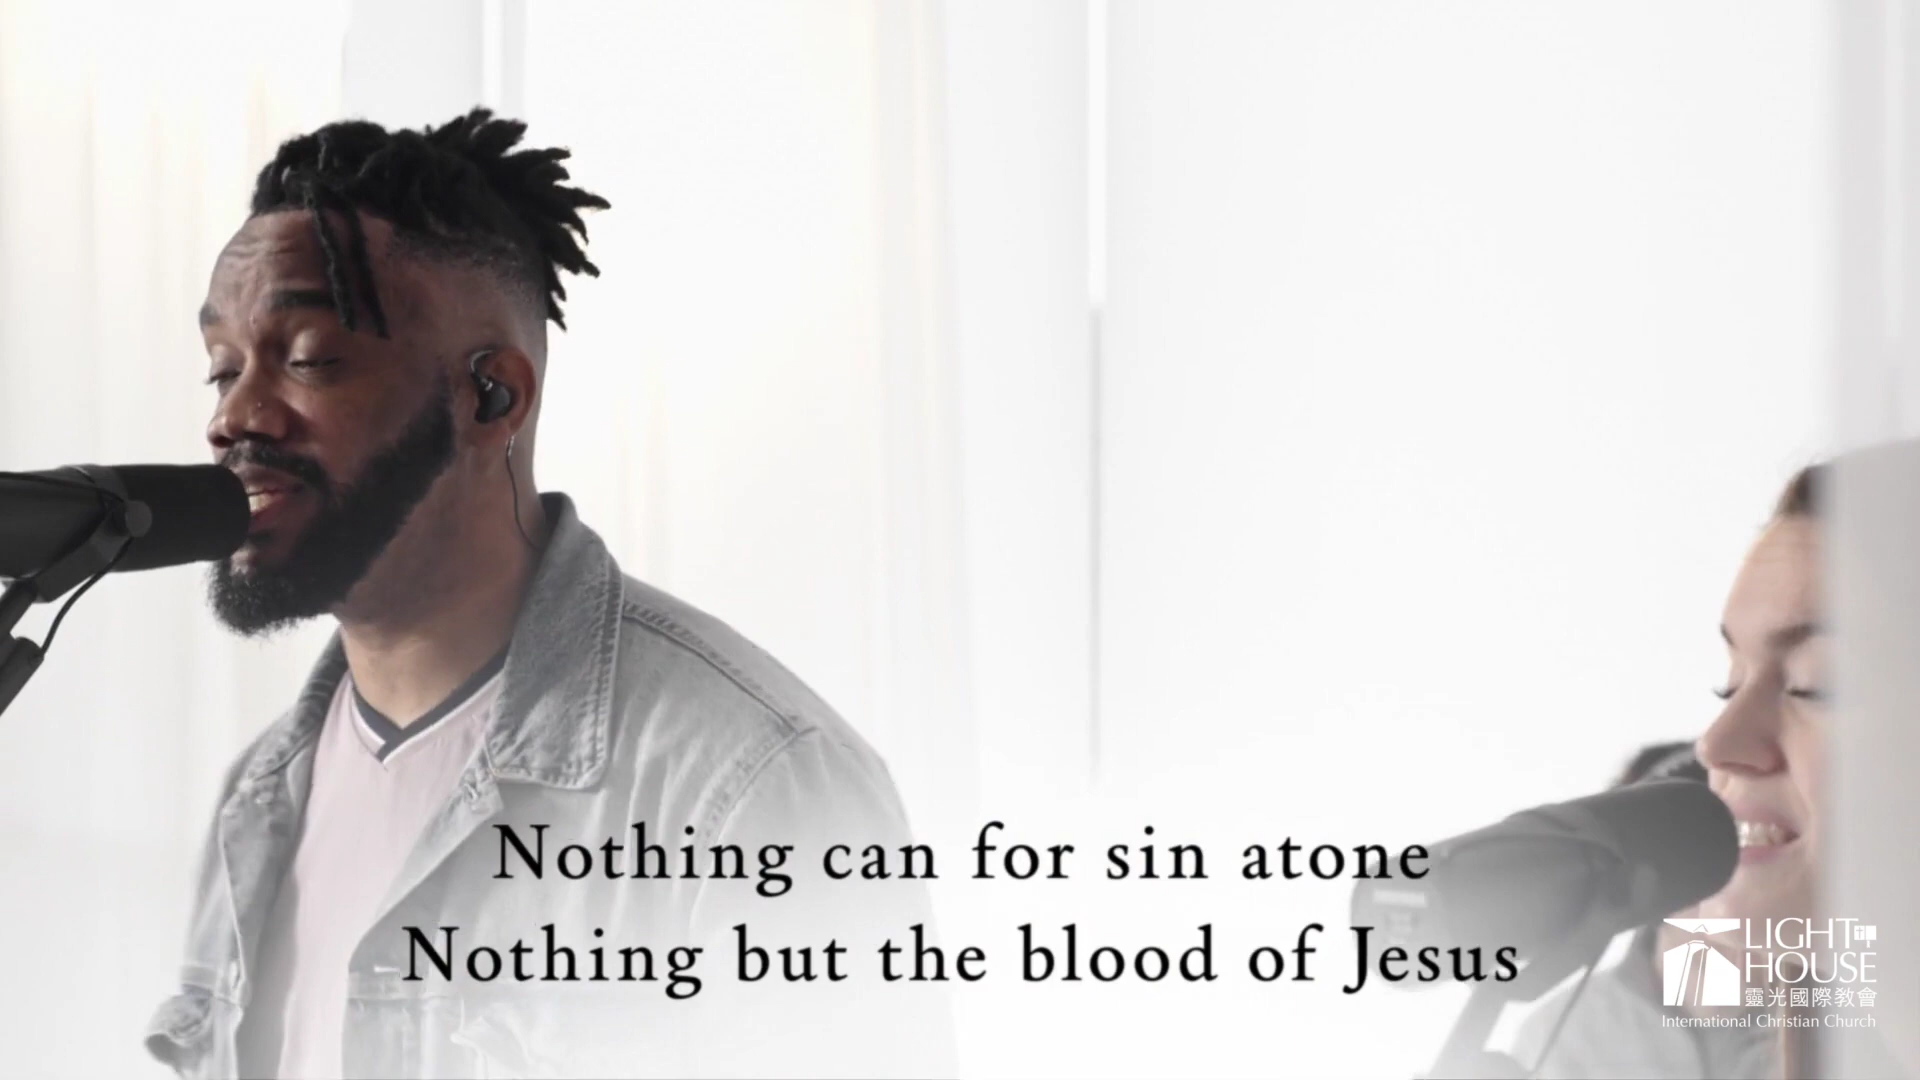 Nothing can for sin atone
Nothing but the blood of Jesus
LIGHT
HOUSE
靈光國際教會
International Christian Church